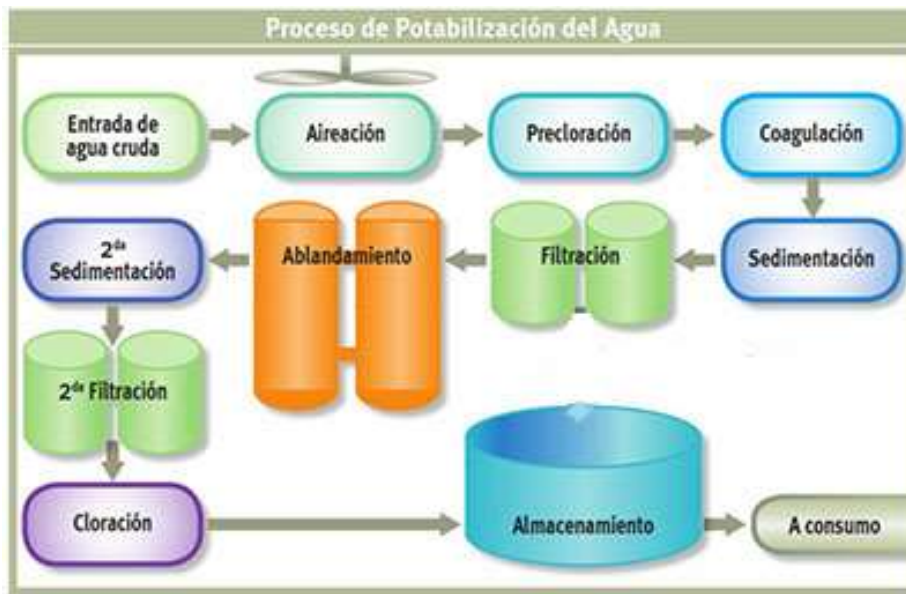 Proceso de Potabilización del Agua
Entrada de
agua cruda
Aireación
Precloración
Coagulación
Sedimentación
Filtración
Ablandamiento
2da
Sedimentación
2da Filtración
Cloración
Almacenamiento
A consumo